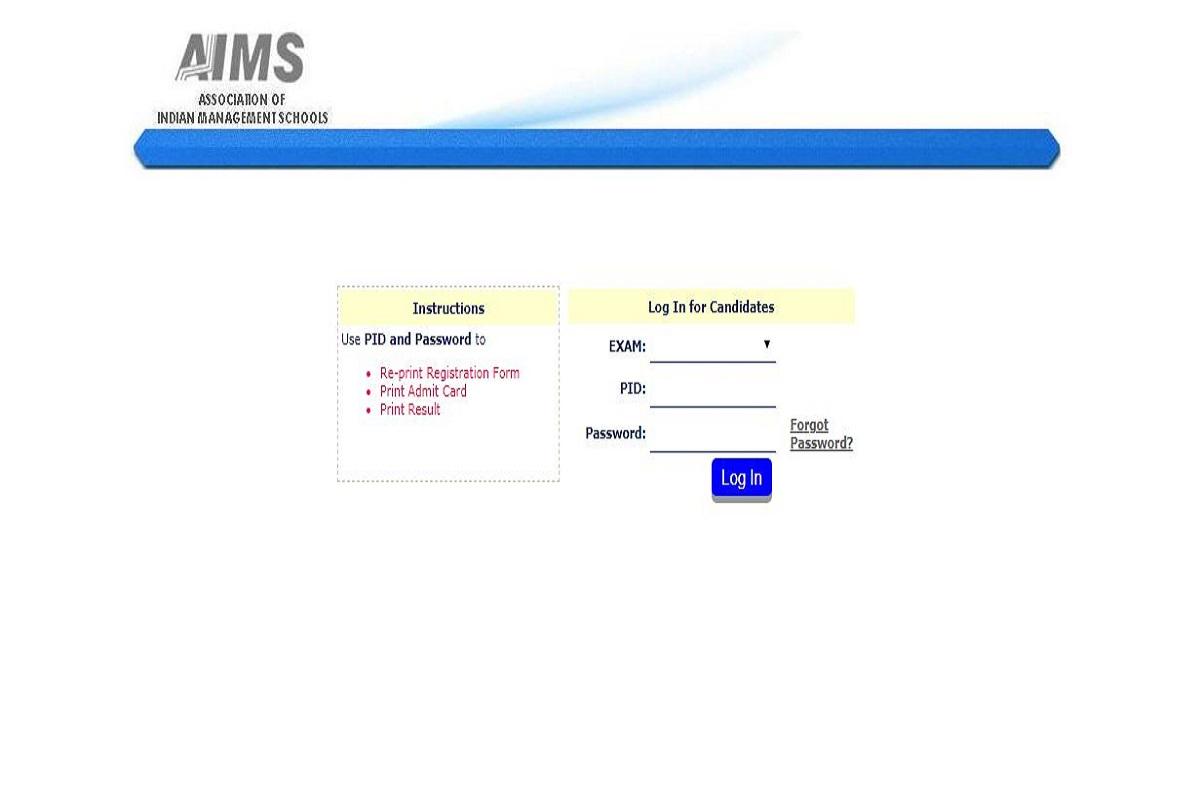 AIMS
ASSOCIATION OF
INDIAN MANAGEMENT SCHOOLS
Instructions
Use PID and Password to
• Re-print Registration Form
• Print Admit Card
• Print Result
Log In for Candidates
EXAM:
PID:
Password:
Forgot
Password?
Log In